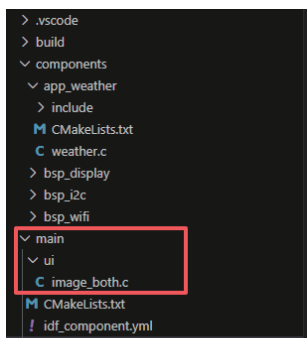 .vscode
build
components
app_weather
include
CMakeLists.txt
weather.c
bsp_display
bsp_i2c
bsp_wifi
main
ui
image_both.c
CMakeLists.txt
idf_component.yml